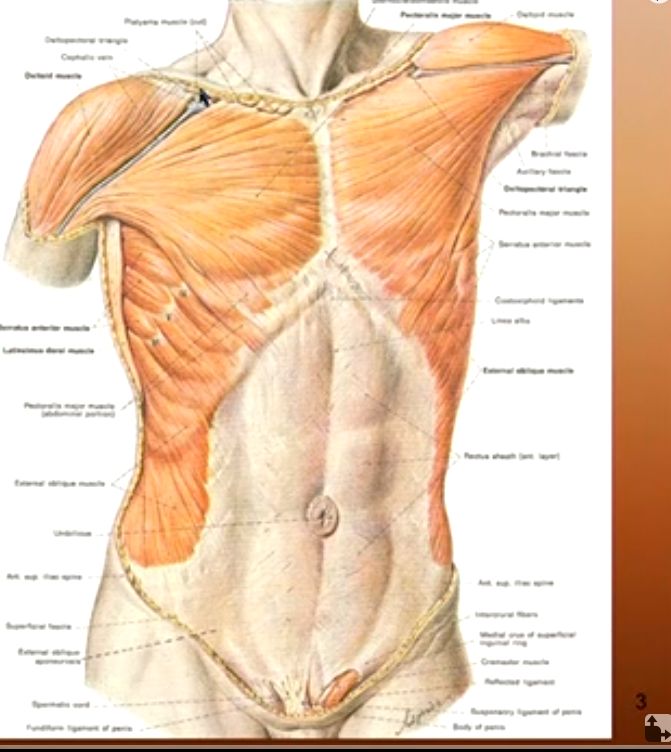 Platysma muscle (cut)
Deltopectoral triangle
Cephalic vein
Deltoid muscle
Pectoralis major muscle
Deltoid muscle
Brachial fascia
Axillary fascia
Deltopectoral triangle
Pectoralis major muscle
Serratus anterior muscle
Costoxiphoid ligaments
Linea alba
External oblique muscle
Rectus sheath (ant. layer)
Serratus anterior muscle
Latissimus dorsi muscle
Pectoralis major muscle
(abdominal portion)
External oblique muscle
Umbilicus
Ant. sup. iliac spine
Superficial fascia
External oblique
aponeurosis
Spermatic cord
Fundiform ligament of penis
Ant. sup. iliac spine
Intercrural fibers
Medial crus of superficial
inguinal ring
Cremaster muscle
Reflected ligament
Suspensory ligament of penis
Body of penis
3